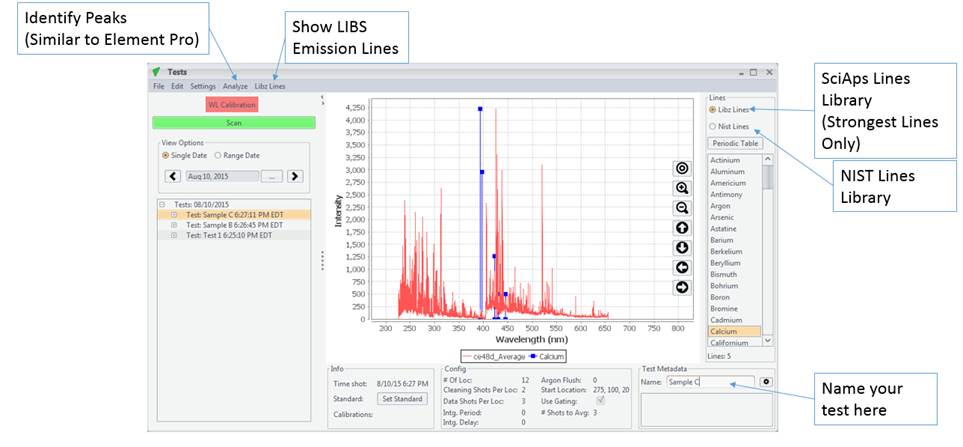 Identify Peaks
(Similar to Element Pro)
Show LIBS
Emission Lines
Tests
File Edit Settings Analyze Libz Lines
WL Calibration
Scan
View Options
Single Date Range Date
Aug 10, 2015 ...
Tests: 08/10/2015
Test: Sample C 6:27:11 PM EDT
Test: Sample B 6:26:45 PM EDT
Test: Test 1 6:25:10 PM EDT
Intensity
4,250
4,000
3,750
3,500
3,250
3,000
2,750
2,500
2,250
2,000
1,750
1,500
1,250
1,000
750
500
250
0
200 250 300 350 400 450 500 550 600 650 700 750 800
Wavelength (nm)
ce48d_Average Calcium
Lines
Libz Lines
Nist Lines
Periodic Table
Actinium
Aluminum
Americium
Antimony
Argon
Arsenic
Astatine
Barium
Berkelium
Beryllium
Bismuth
Bohrium
Boron
Bromine
Cadmium
Calcium
Californium
Lines: 5
SciAps Lines
Library
(Strongest Lines
Only)
NIST Lines
Library
Info
Time shot: 8/10/15 6:27 PM
Standard: Set Standard
Calibrations:
Config
# Of Loc: 12 Argon Flush: 0
Cleaning Shots Per Loc: 2 Start Location: 275, 100, 20
Data Shots Per Loc: 3 Use Gating:
Intg. Period: 0 # Shots to Avg: 3
Intg. Delay: 0
Test Metadata
Name: Sample C
Name your
test here